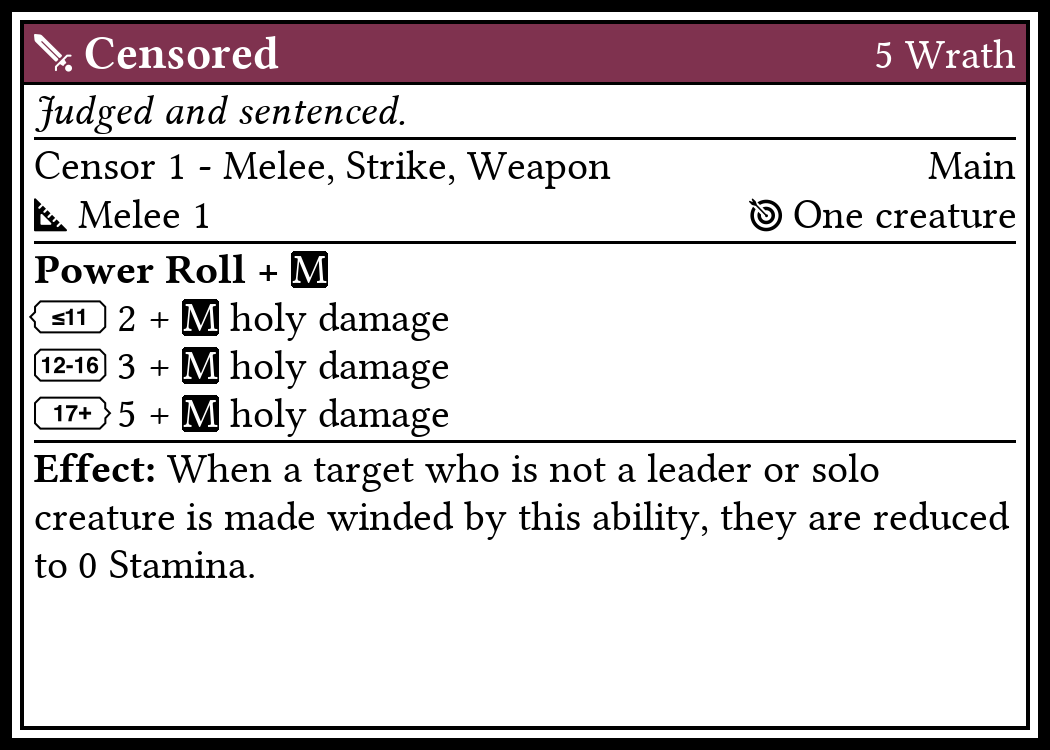 Censored 5 Wrath
Judged and sentenced.
Censor 1 - Melee, Strike, Weapon Main
Melee 1 One creature
Power Roll + M
≤11 2 + M holy damage
12-16 3 + M holy damage
17+ 5 + M holy damage
Effect: When a target who is not a leader or solo
creature is made winded by this ability, they are reduced
to 0 Stamina.